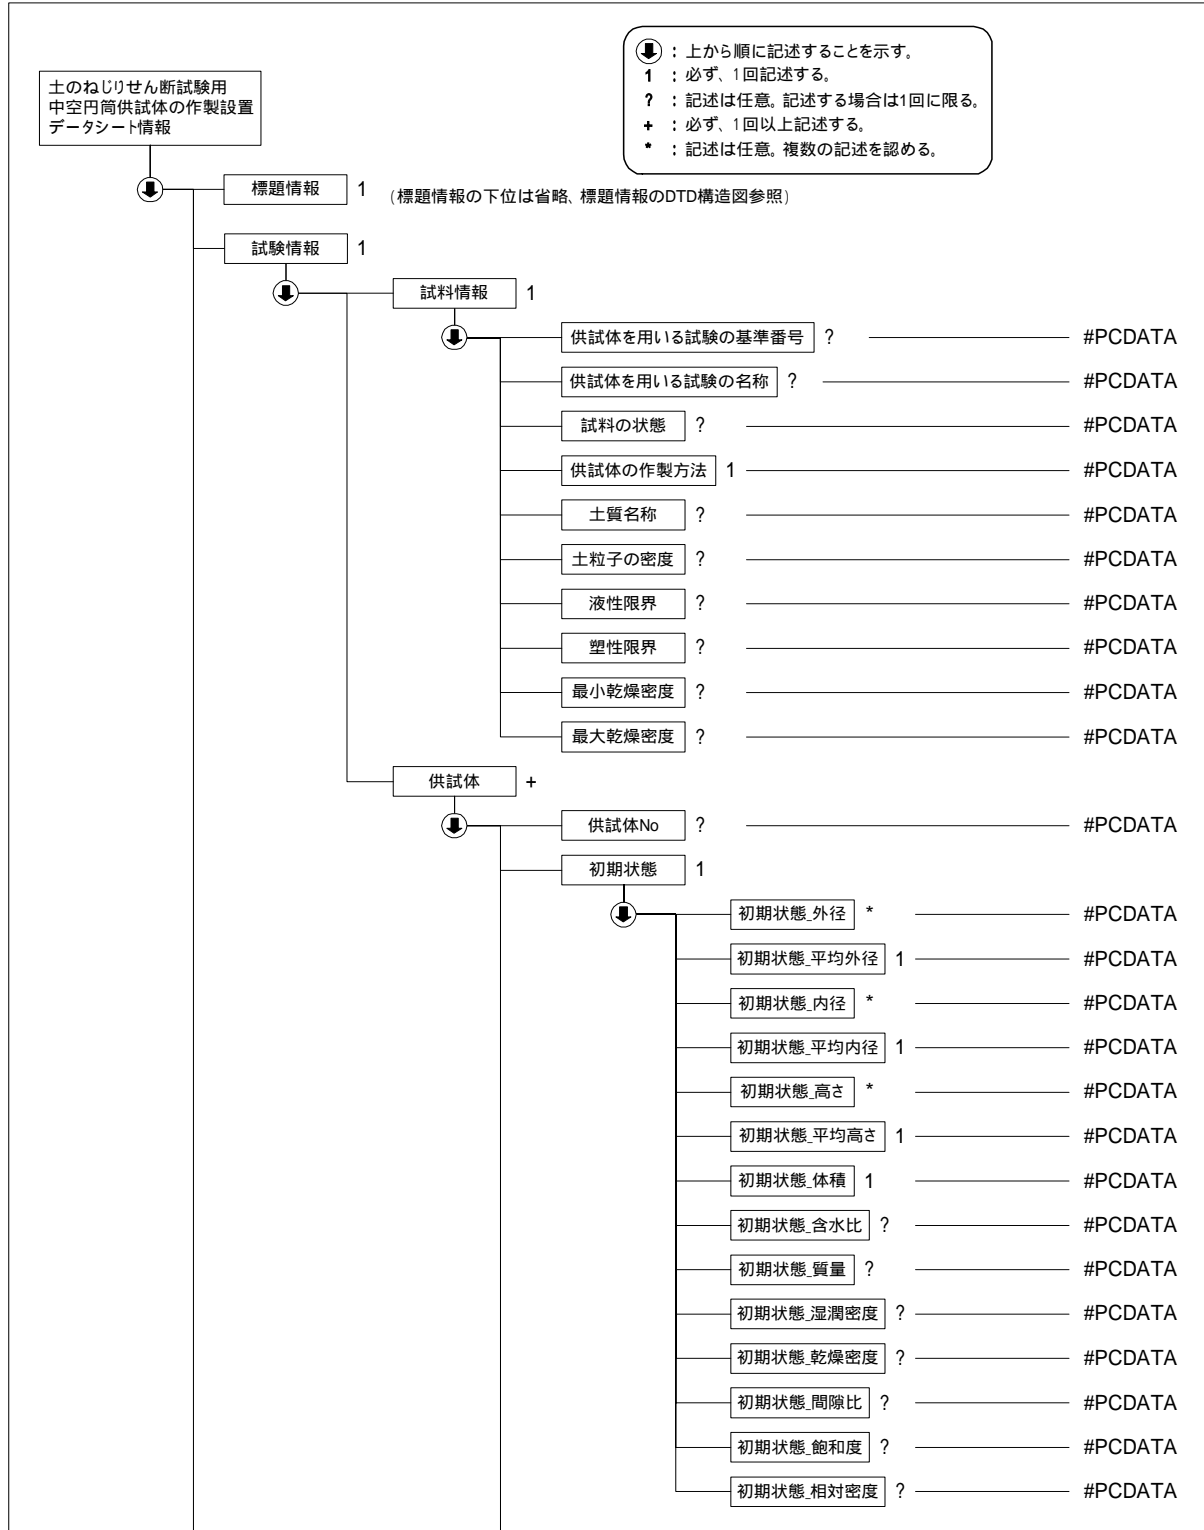 ⬇ : 上から順に記述することを示す。
1 : 必ず、1回記述する。
? : 記述は任意。記述する場合は1回に限る。
+ : 必ず、1回以上記述する。
* : 記述は任意。複数の記述を認める。
土のねじりせん断試験用
中空円筒供試体の作製設置
データシート情報
標題情報 1 (標題情報の下位は省略、標題情報のDTD構造図参照)
試験情報 1
試料情報 1
供試体を用いる試験の基準番号 ? #PCDATA
供試体を用いる試験の名称 ? #PCDATA
試料の状態 ? #PCDATA
供試体の作製方法 1 #PCDATA
土質名称 ? #PCDATA
土粒子の密度 ? #PCDATA
液性限界 ? #PCDATA
塑性限界 ? #PCDATA
最小乾燥密度 ? #PCDATA
最大乾燥密度 ? #PCDATA
供試体 +
供試体No ? #PCDATA
初期状態 1
初期状態_外径 * #PCDATA
初期状態_平均外径 1 #PCDATA
初期状態_内径 * #PCDATA
初期状態_平均内径 1 #PCDATA
初期状態_高さ * #PCDATA
初期状態_平均高さ 1 #PCDATA
初期状態_体積 1 #PCDATA
初期状態_含水比 ? #PCDATA
初期状態_質量 ? #PCDATA
初期状態_湿潤密度 ? #PCDATA
初期状態_乾燥密度 ? #PCDATA
初期状態_間隙比 ? #PCDATA
初期状態_飽和度 ? #PCDATA
初期状態_相対密度 ? #PCDATA